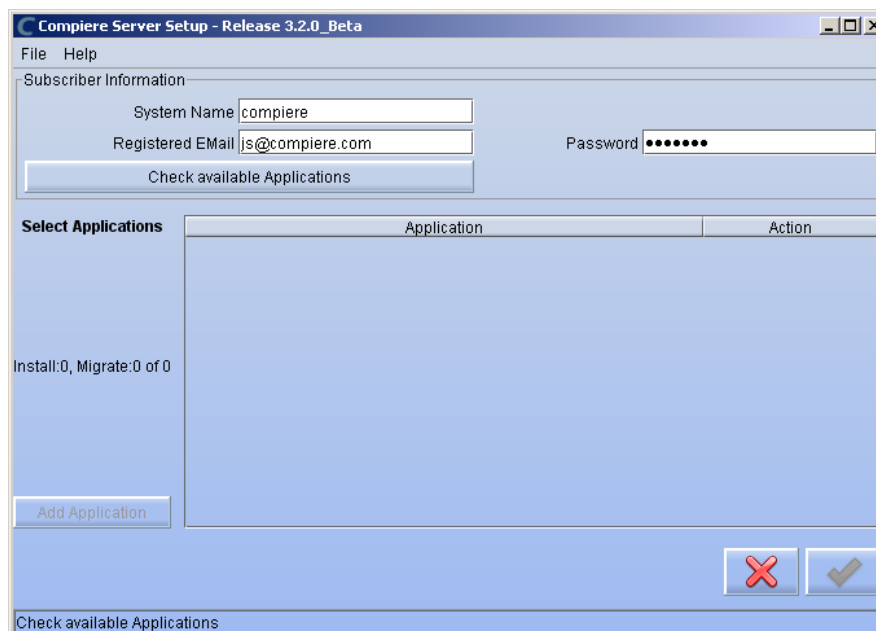 Compiere Server Setup - Release 3.2.0_Beta
File Help
Subscriber Information
System Name compiere
Registered EMail js@compiere.com Password •••••••
Check available Applications
Select Applications Application Action
Install:0, Migrate:0 of 0
Add Application
Check available Applications